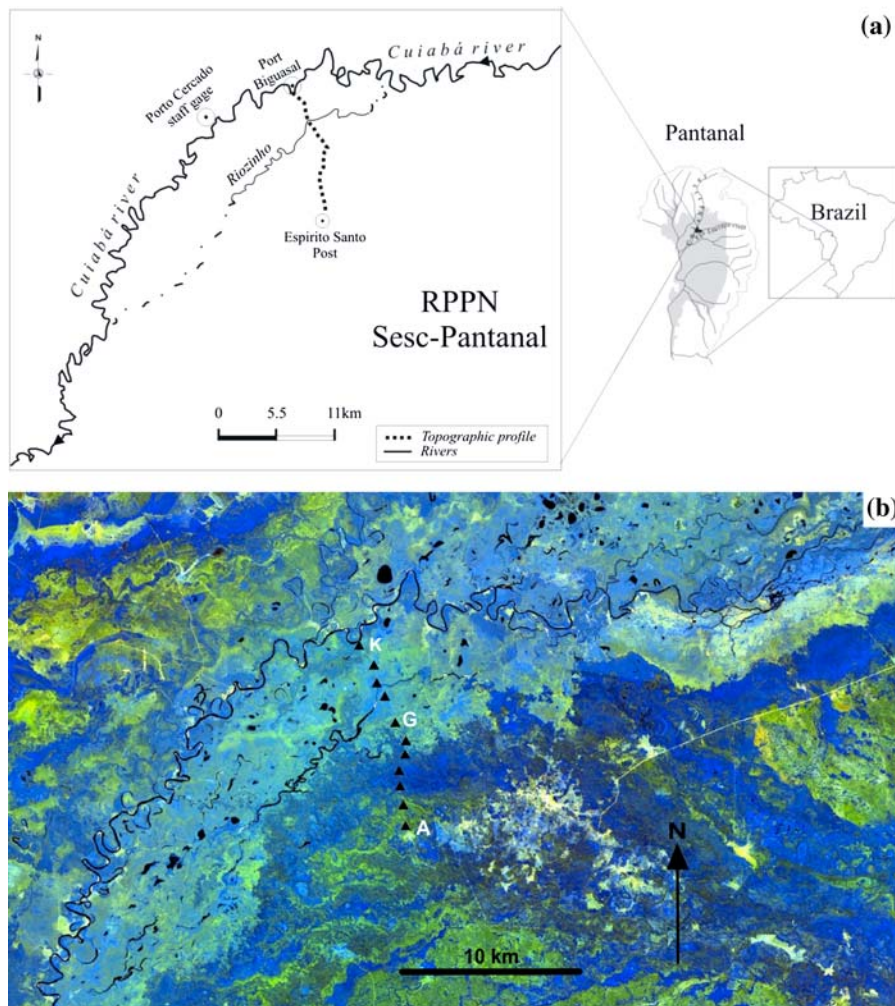 (a)
N
Cuiabá river
Port
Biguasal
Porto Cercado
staff gage
Riozinho
Cuiabá river
Espirito Santo
Post
RPPN
Sesc-Pantanal
0 5.5 11km
Topographic profile
Rivers
Pantanal
Brazil
(b)
K
G
A
N
10 km